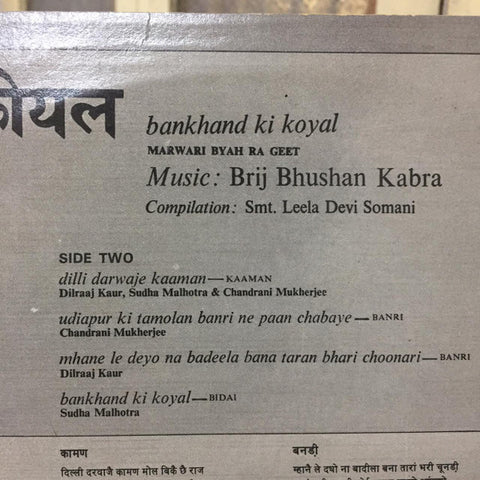 कोयल
bankhand ki koyal
MARWARI BYAH RA GEET
Music: Brij Bhushan Kabra
Compilation: Smt. Leela Devi Somani
SIDE TWO
dilli darwaje kaaman—KAAMAN
Dilraaj Kaur, Sudha Malhotra & Chandrani Mukherjee
udiapur ki tamolan banri ne paan chabaye—BANRI
Chandrani Mukherjee
mhane le deyo na badeela bana taran bhari choonari—BANRI
Dilraaj Kaur
bankhand ki koyal—BIDAI
Sudha Malhotra
कामण
दिल्ली दरवाजै कामण मोल बिकै छै राज
बनड़ी
म्हानै ले दद्यो ना बादीला बना तारां भरी चूनड़ी